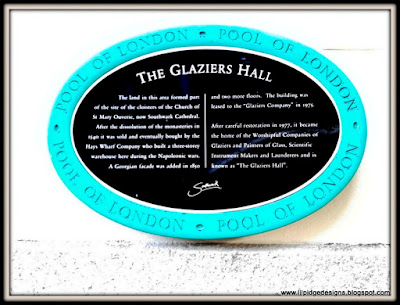 POOL OF LONDON • POOL OF LONDON •
THE GLAZIERS HALL
The land in this area formed part
of the site of the cloisters of the Church of
St Mary Overie, now Southwark Cathedral.
After the dissolution of the monasteries in
1540 it was sold and eventually bought by the
Hays Wharf Company who built a three-storey
warehouse here during the Napoleonic wars.
A Georgian facade was added in 1850
and two more floors. The building was
leased to the "Glaziers Company" in 1975.
After careful restoration in 1977, it became
the home of the Worshipful Companies of
Glaziers and Painters of Glass, Scientific
Instrument Makers and Launderers and is
known as "The Glaziers Hall".
Southwark
POOL OF LONDON • POOL OF LONDON •
www.lilpidgedesigns.blogspot.com